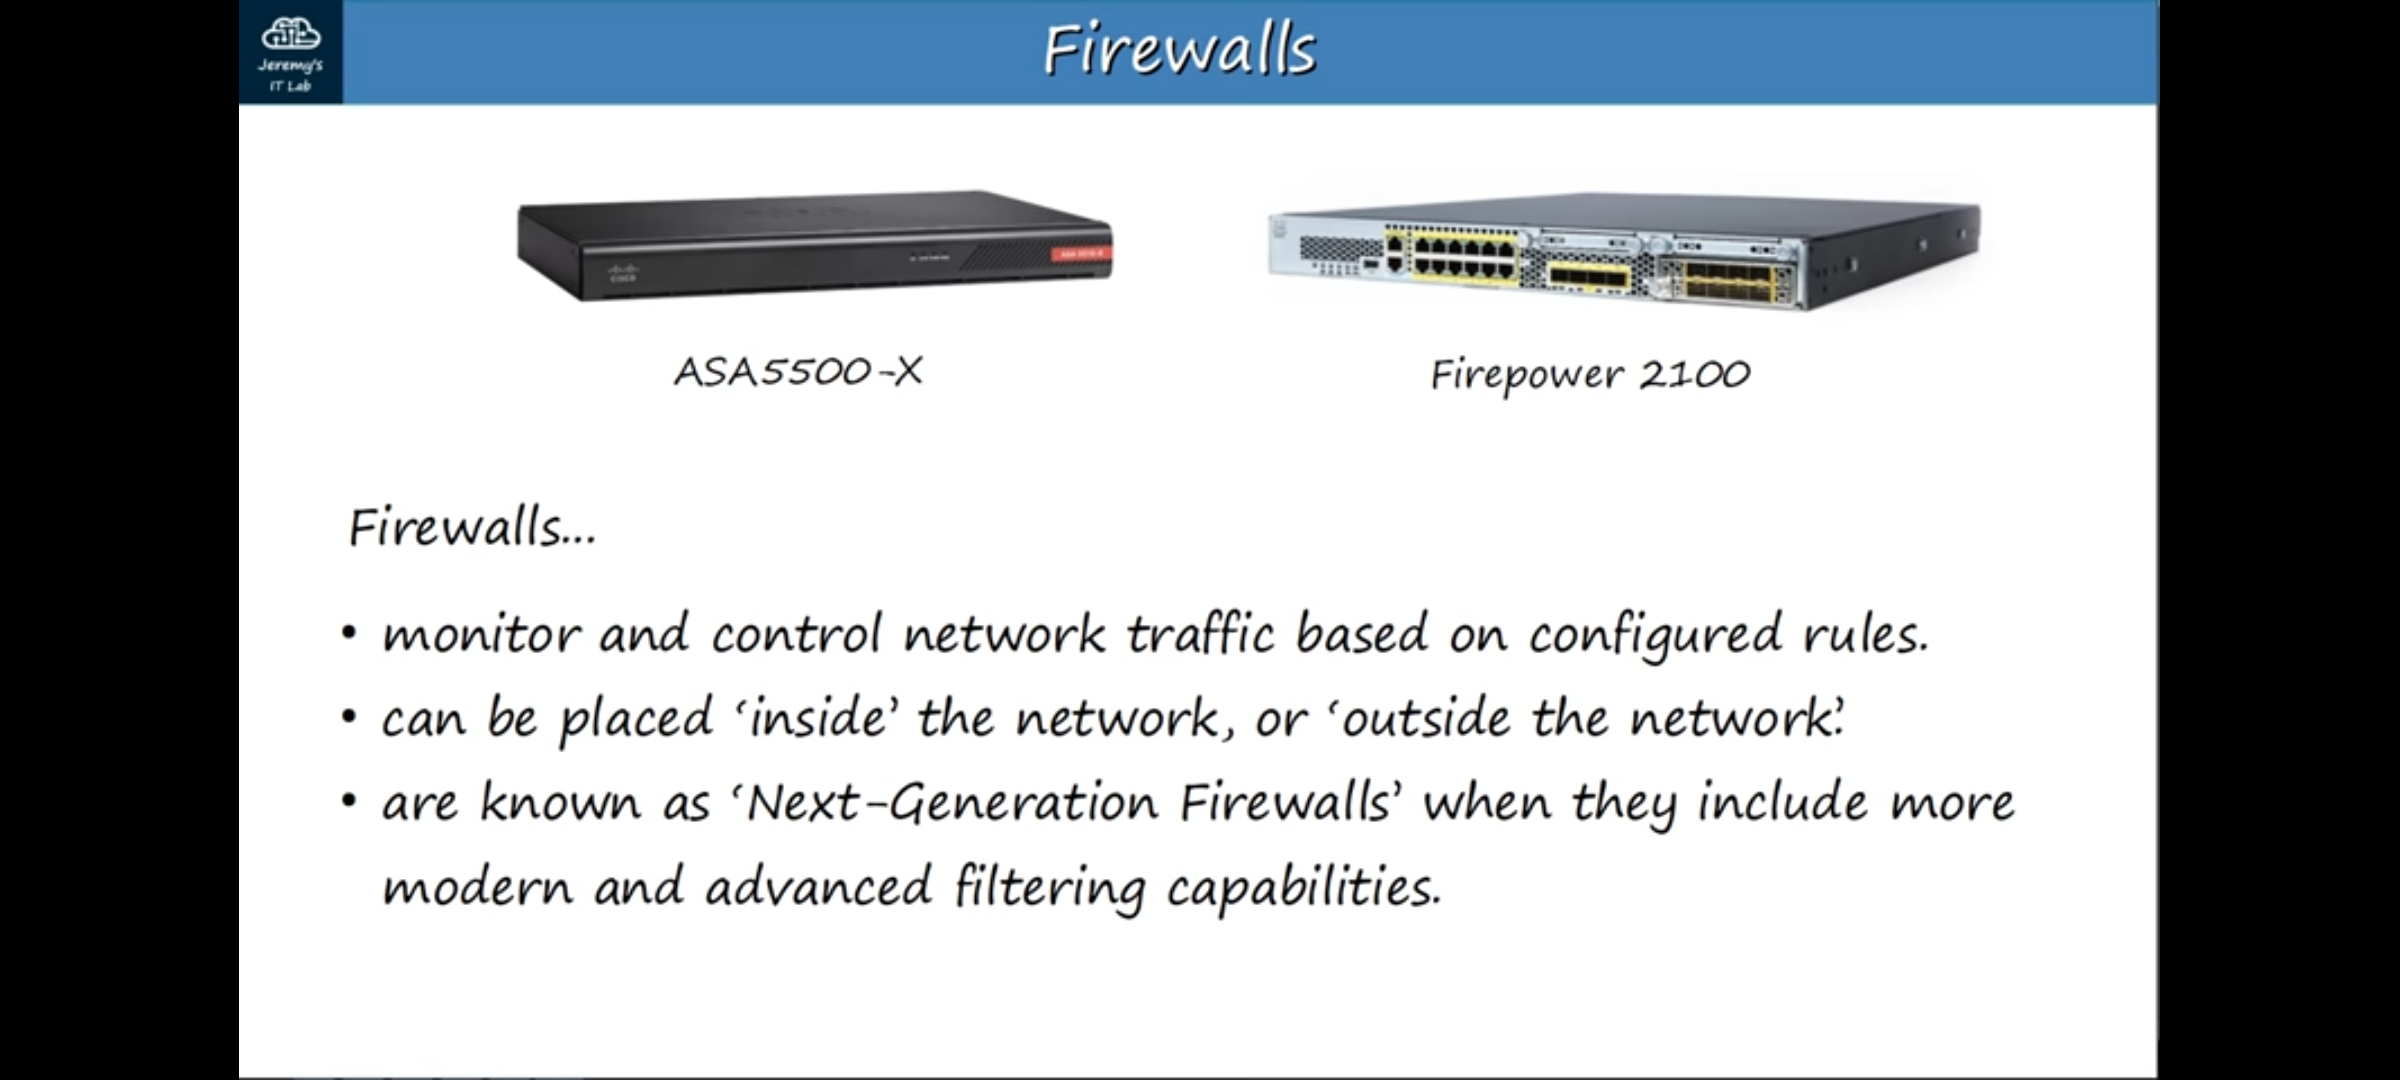 Jeremy's
IT Lab
Firewalls
CISCO
ASA5500-X
Firepower 2100
Firewalls...
• monitor and control network traffic based on configured rules.
• can be placed ‘inside’ the network, or ‘outside the network’.
• are known as ‘Next-Generation Firewalls’ when they include more
modern and advanced filtering capabilities.